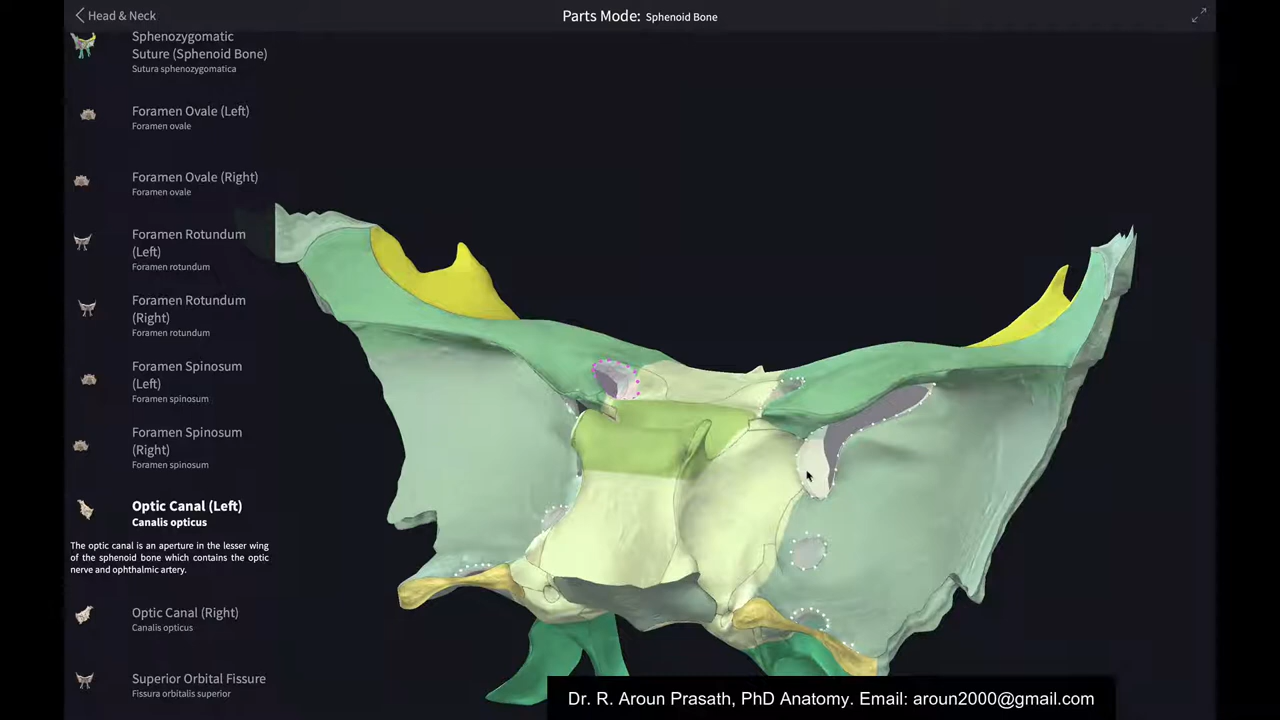 Head & Neck
Parts Mode: Sphenoid Bone
Sphenozygomatic
Suture (Sphenoid Bone)
Sutura sphenozygomatica
Foramen Ovale (Left)
Foramen ovale
Foramen Ovale (Right)
Foramen ovale
Foramen Rotundum
(Left)
Foramen rotundum
Foramen Rotundum
(Right)
Foramen rotundum
Foramen Spinosum
(Left)
Foramen spinosum
Foramen Spinosum
(Right)
Foramen spinosum
Optic Canal (Left)
Canalis opticus
The optic canal is an aperture in the lesser wing
of the sphenoid bone which contains the optic
nerve and ophthalmic artery.
Optic Canal (Right)
Canalis opticus
Superior Orbital Fissure
Fissura orbitalis superior
Dr. R. Aroun Prasath, PhD Anatomy. Email: aroun2000@gmail.com